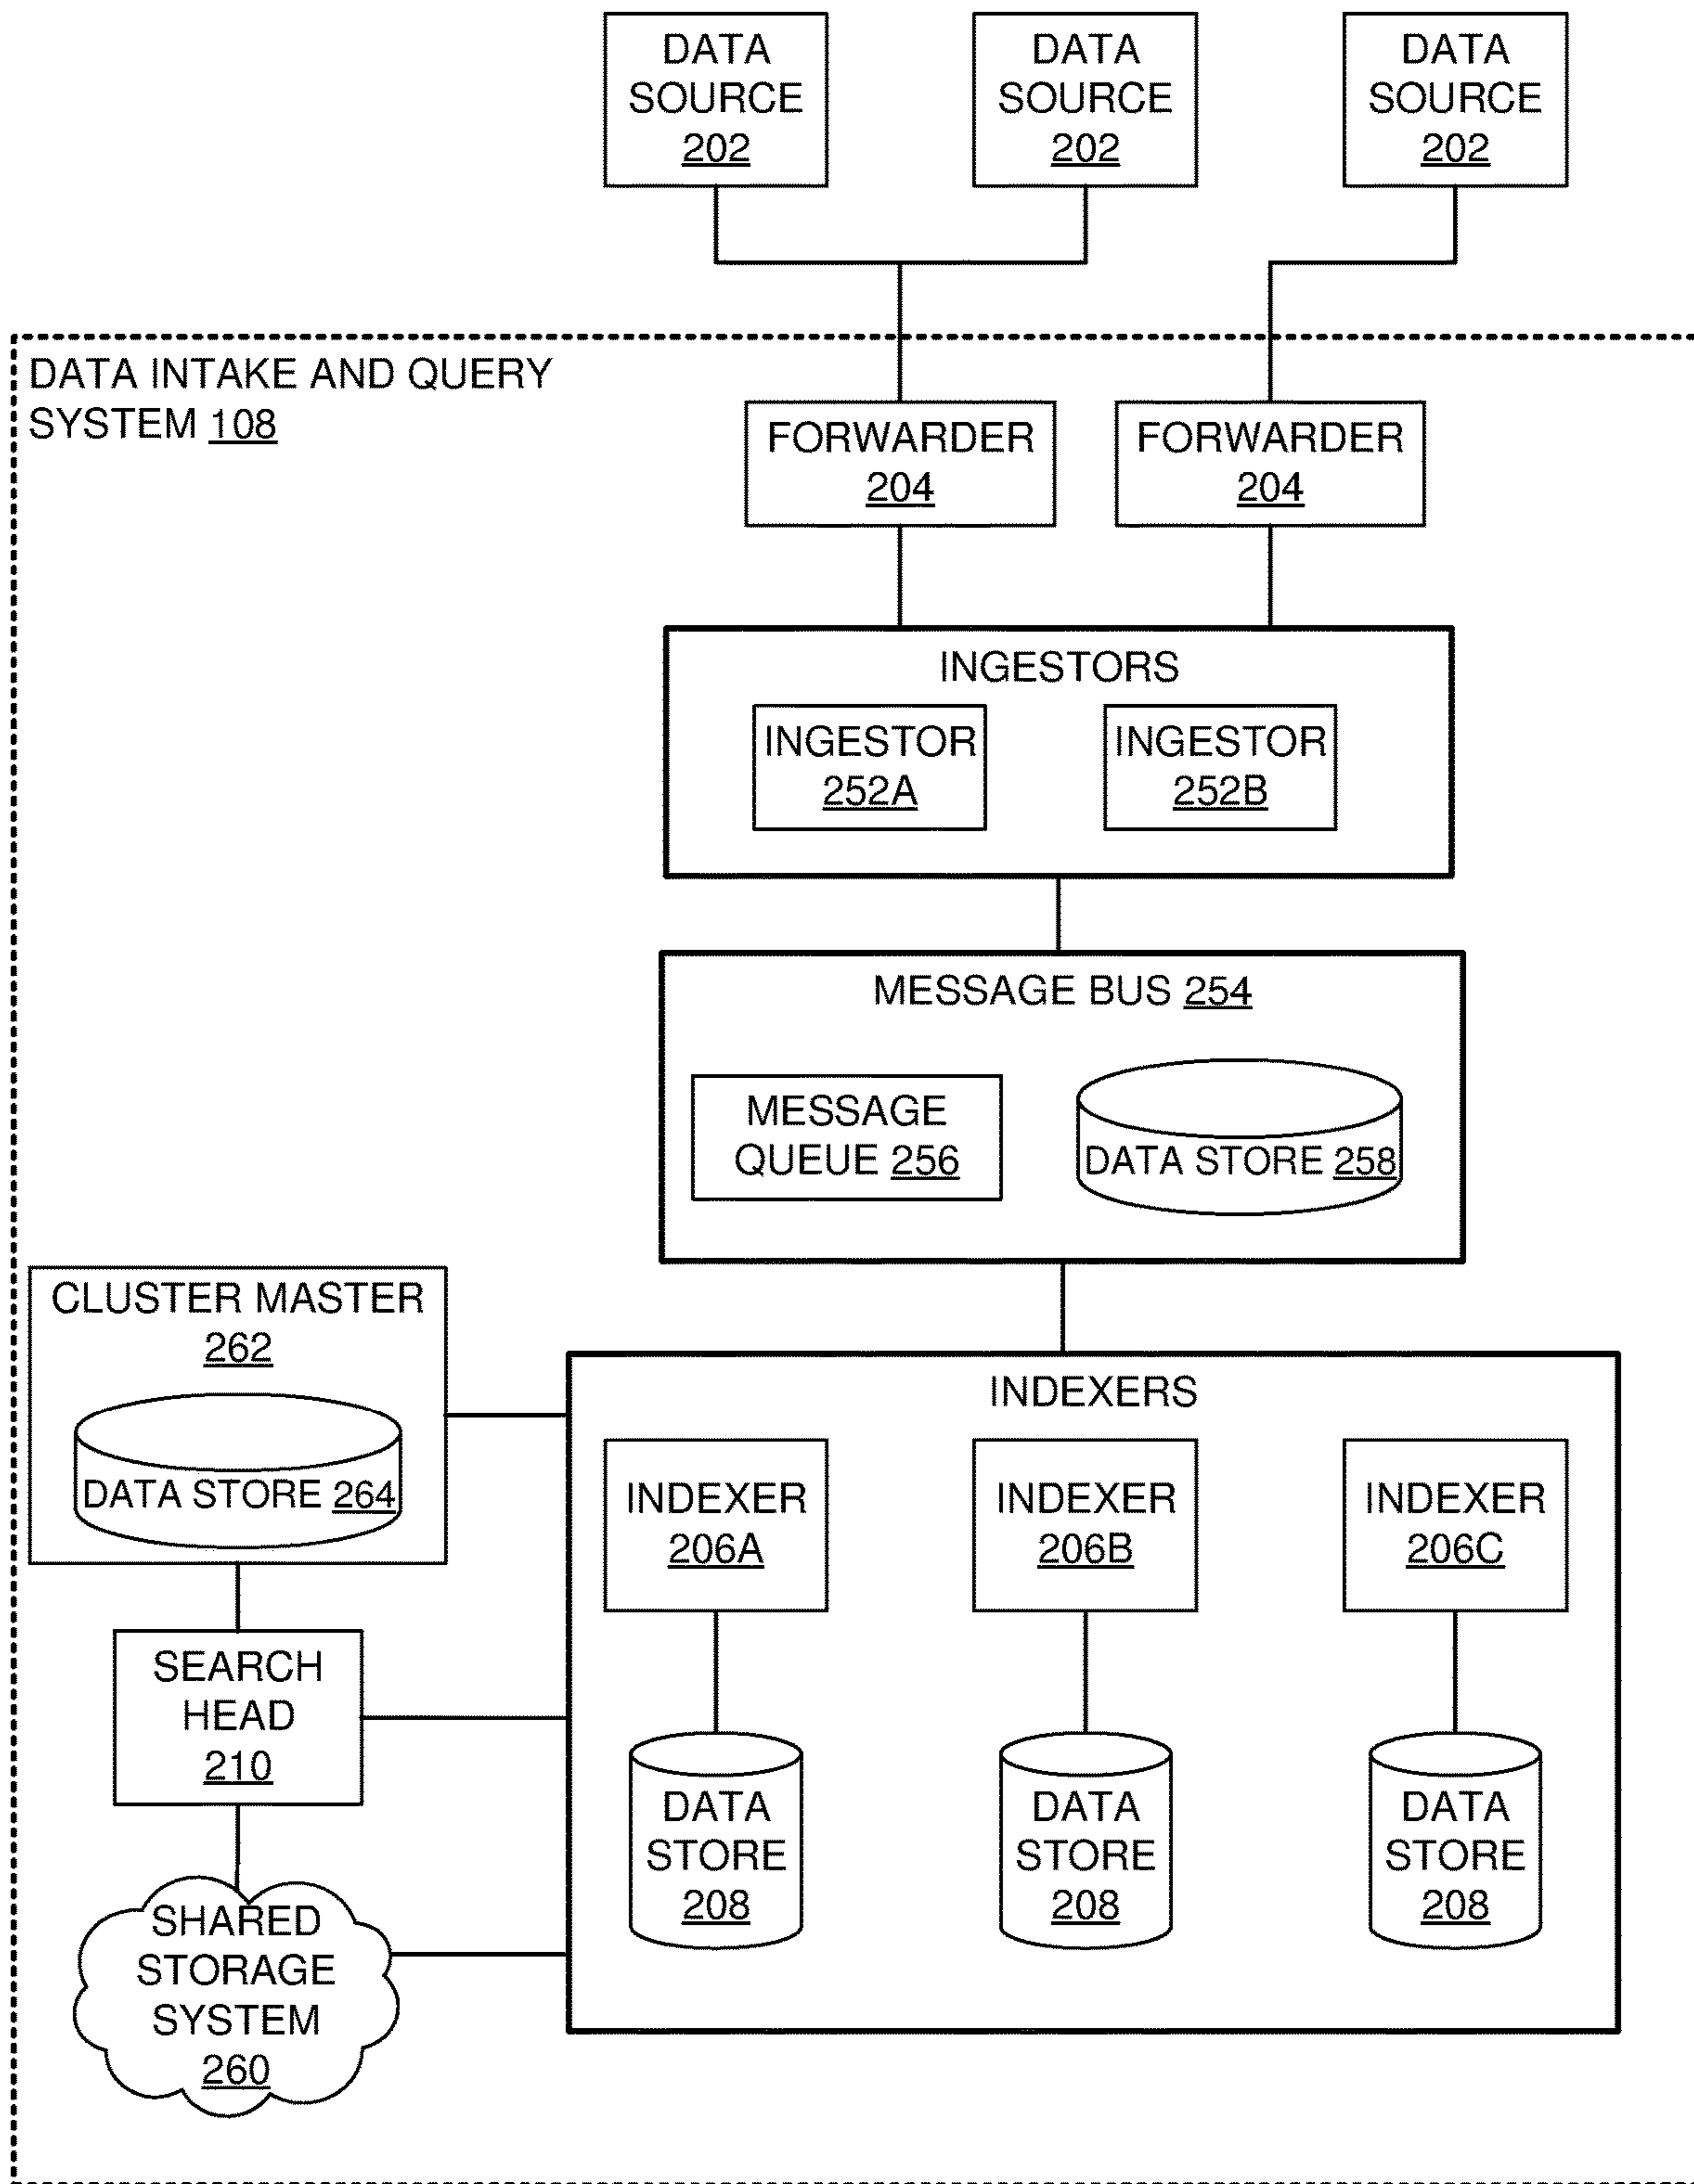 DATA
SOURCE
202
DATA
SOURCE
202
DATA
SOURCE
202
DATA INTAKE AND QUERY
SYSTEM 108
FORWARDER
204
FORWARDER
204
INGESTORS
INGESTOR
252A
INGESTOR
252B
MESSAGE BUS 254
MESSAGE
QUEUE 256
DATA STORE 258
CLUSTER MASTER
262
DATA STORE 264
INDEXERS
INDEXER
206A
INDEXER
206B
INDEXER
206C
SEARCH
HEAD
210
DATA
STORE
208
DATA
STORE
208
DATA
STORE
208
SHARED
STORAGE
SYSTEM
260